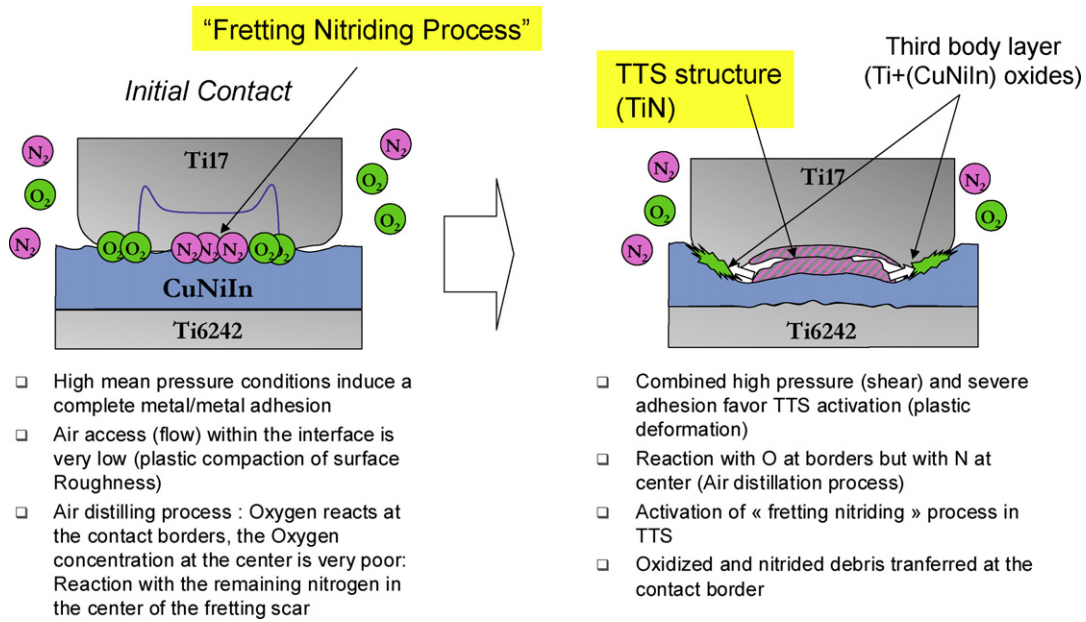 “Fretting Nitriding Process”
Initial Contact
N₂
O₂
N₂
N₂
O₂
O₂
Ti17
O₂
O₂
N₂
N₂
N₂
O₂
O₂
CuNiIn
Ti6242
❑ High mean pressure conditions induce a
complete metal/metal adhesion
❑ Air access (flow) within the interface is
very low (plastic compaction of surface
Roughness)
❑ Air distilling process : Oxygen reacts at
the contact borders, the Oxygen
concentration at the center is very poor:
Reaction with the remaining nitrogen in
the center of the fretting scar
TTS structure
(TiN)
Third body layer
(Ti+(CuNiIn) oxides)
N₂
O₂
N₂
N₂
O₂
Ti17
Ti6242
❑ Combined high pressure (shear) and severe
adhesion favor TTS activation (plastic
deformation)
❑ Reaction with O at borders but with N at
center (Air distillation process)
❑ Activation of « fretting nitriding » process in
TTS
❑ Oxidized and nitrided debris tranferred at the
contact border